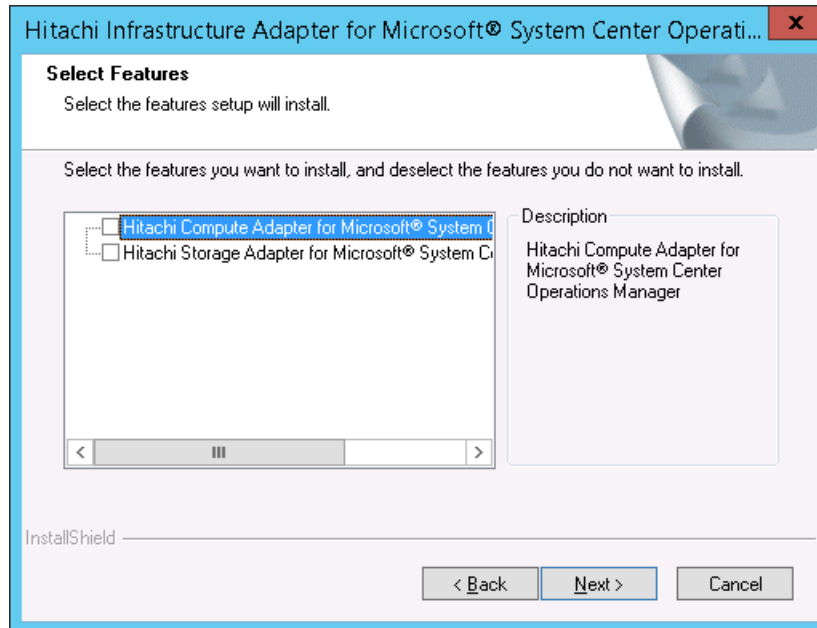 Hitachi Infrastructure Adapter for Microsoft® System Center Operati...
x
Select Features
Select the features setup will install.
Select the features you want to install, and deselect the features you do not want to install.
Hitachi Compute Adapter for Microsoft® System
Hitachi Storage Adapter for Microsoft® System
Description
Hitachi Compute Adapter for
Microsoft® System Center
Operations Manager
InstallShield
< Back
Next >
Cancel